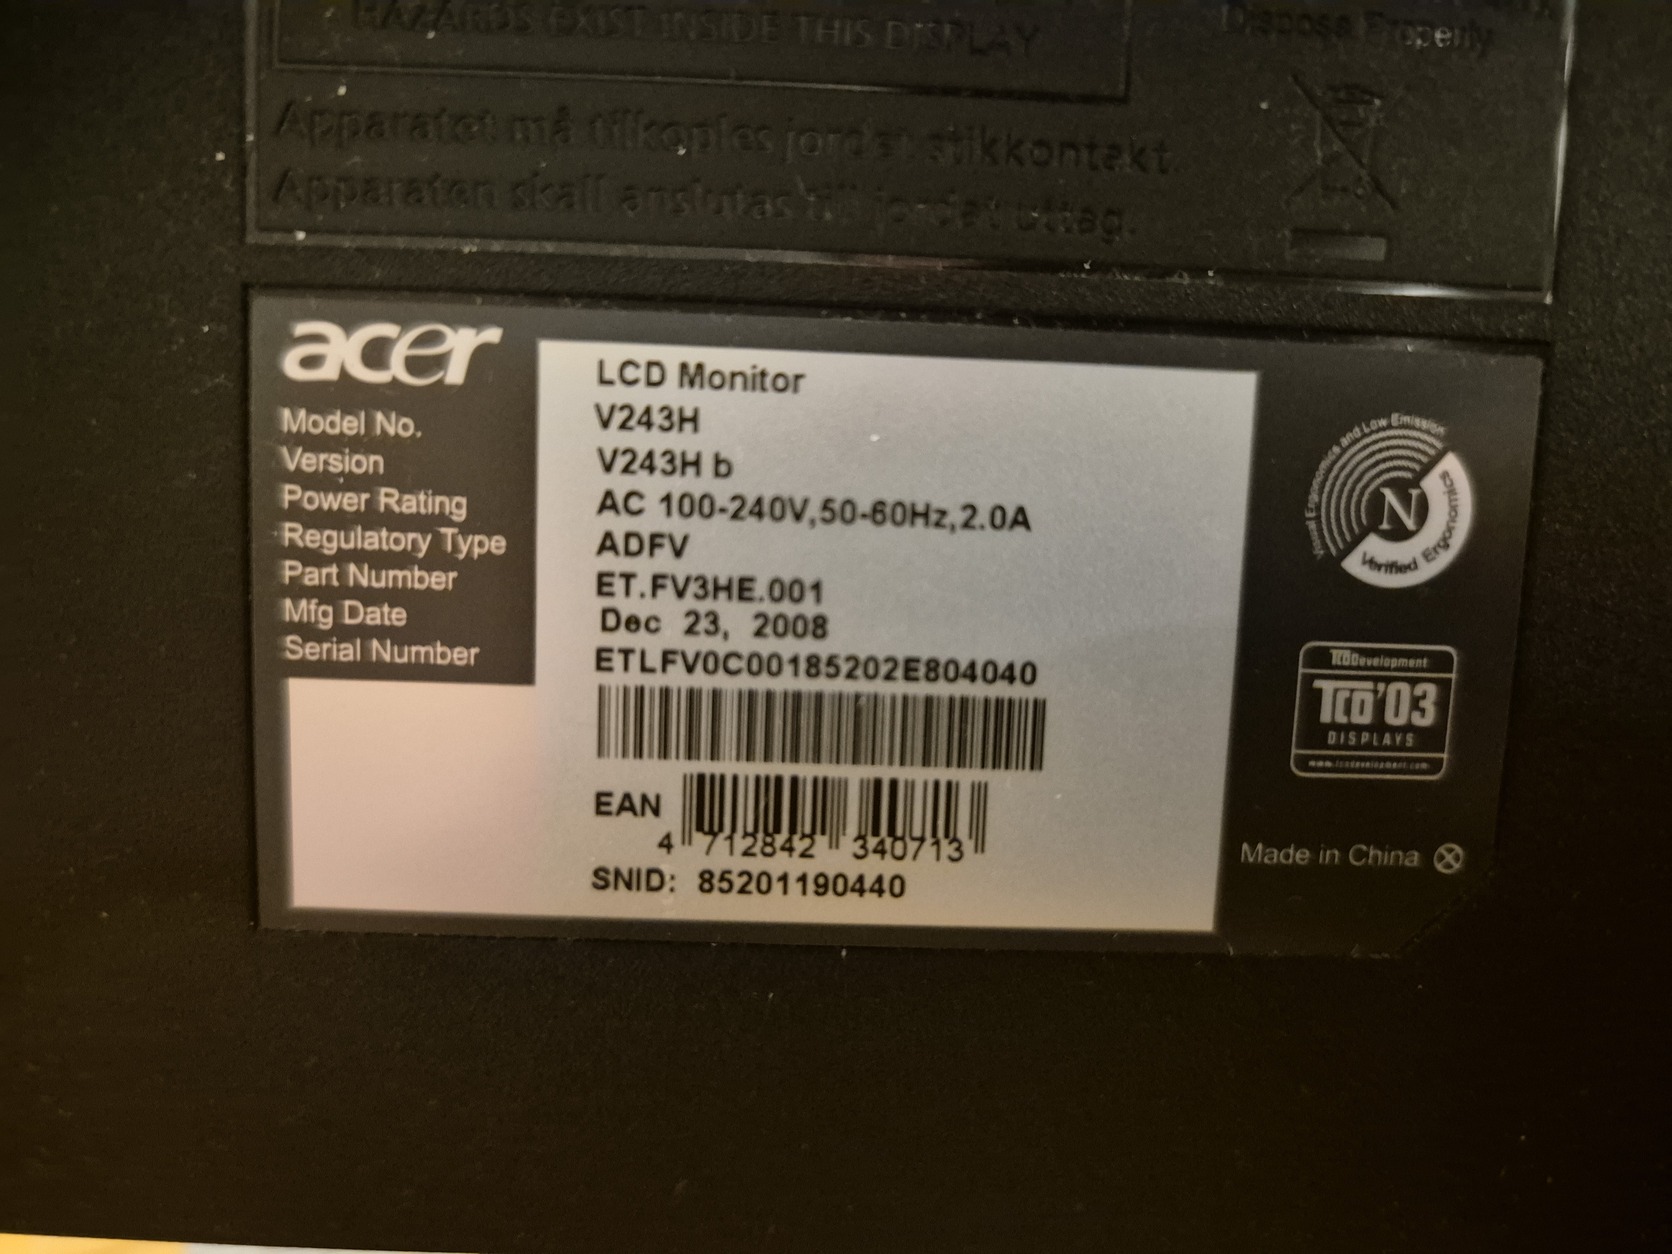 HAZARDS EXIST INSIDE THIS DISPLAY
Dispose Properly
Apparatet må tilkoples jordet stikkontakt.
Apparaten skall anslutas till jordat uttag.
acer
LCD Monitor
Model No. V243H
Version V243H b
Power Rating AC 100-240V,50-60Hz,2.0A
Regulatory Type ADFV
Part Number ET.FV3HE.001
Mfg Date Dec 23, 2008
Serial Number ETLFV0C00185202E804040
EAN
4 712842 340713
SNID: 85201190440
Visual Ergonomics and Low Emission
N
Verified Ergonomics
TCO Development
TCO'03
DISPLAYS
www.tcodevelopment.com
Made in China